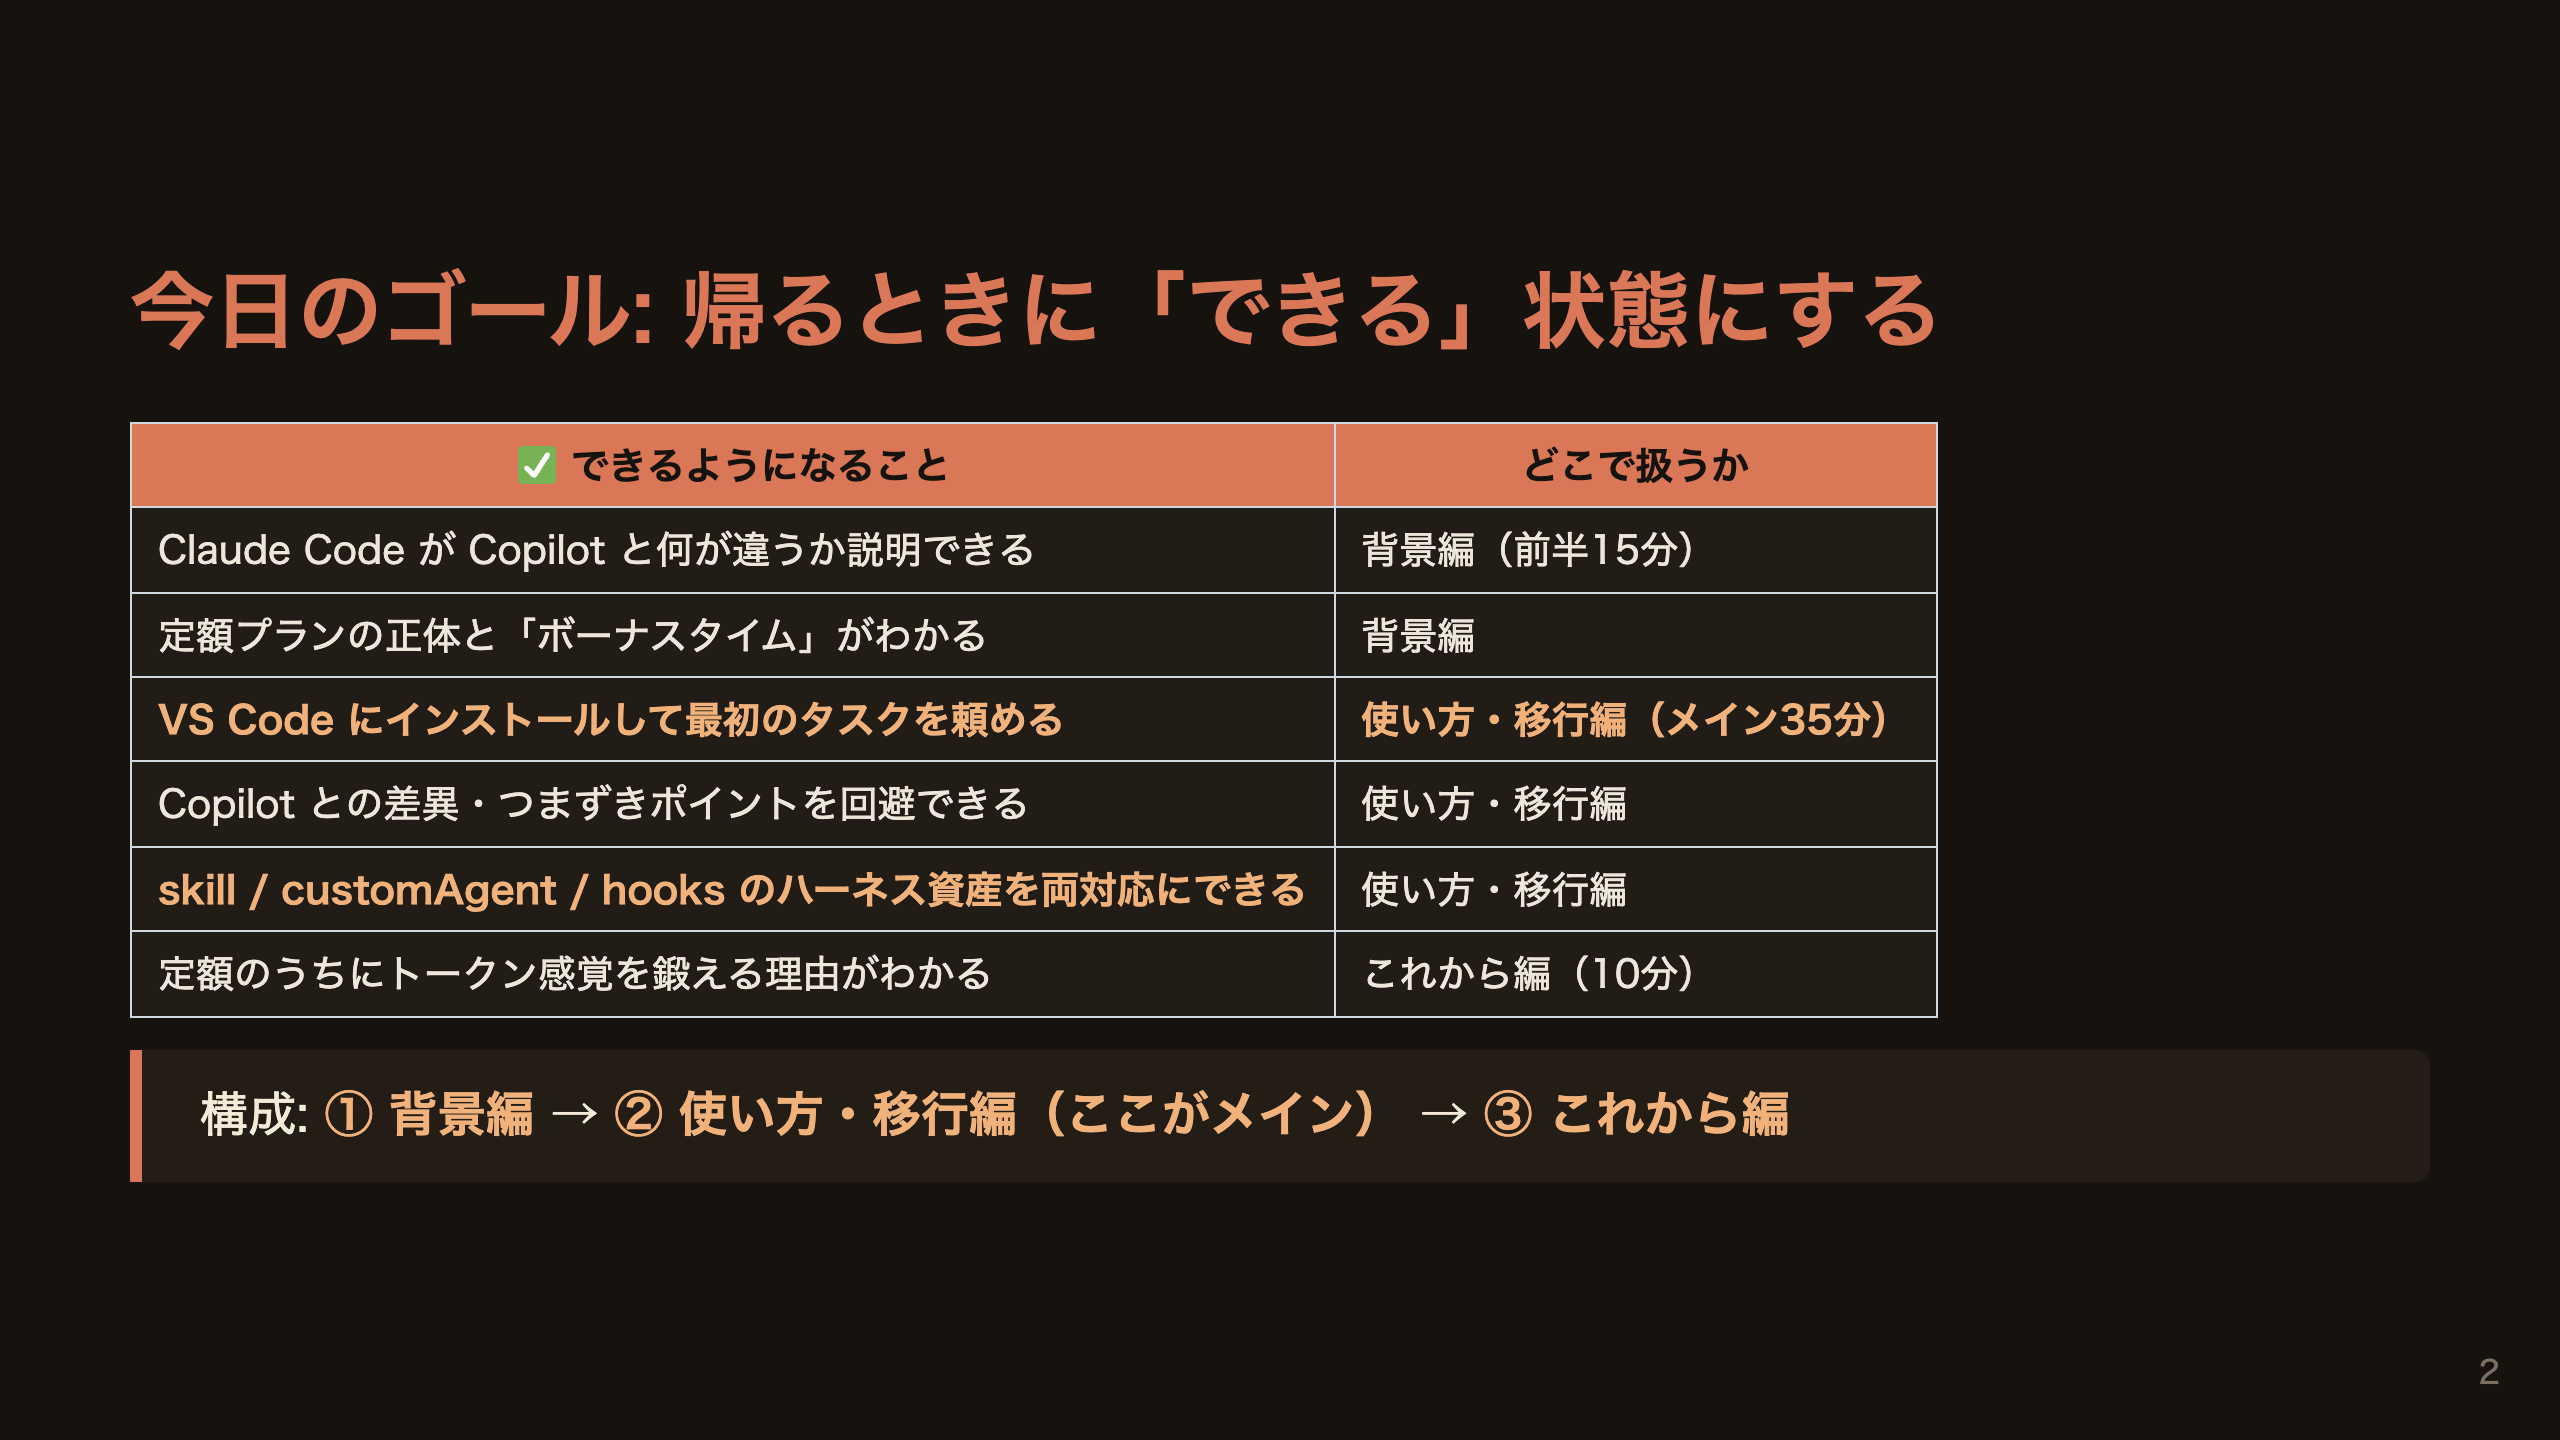 今日のゴール: 帰るときに「できる」状態にする
✅ できるようになること どこで扱うか
Claude Code が Copilot と何が違うか説明できる 背景編（前半15分）
定額プランの正体と「ボーナスタイム」がわかる 背景編
VS Code にインストールして最初のタスクを頼める 使い方・移行編（メイン35分）
Copilot との差異・つまずきポイントを回避できる 使い方・移行編
skill / customAgent / hooks のハーネス資産を両対応にできる 使い方・移行編
定額のうちにトークン感覚を鍛える理由がわかる これから編（10分）
構成: ① 背景編 → ② 使い方・移行編（ここがメイン） → ③ これから編
2